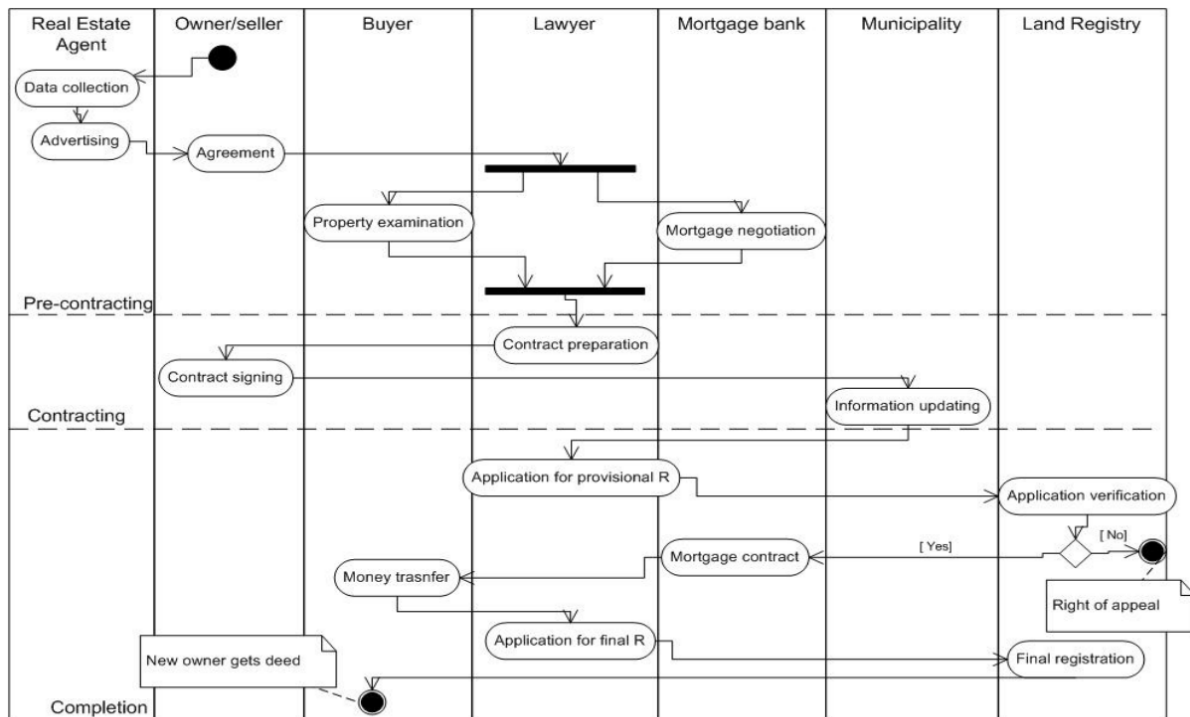 Real Estate
Agent
Owner/seller
Buyer
Lawyer
Mortgage bank
Municipality
Land Registry
Data collection
Advertising
Agreement
Property examination
Mortgage negotiation
Pre-contracting
Contract preparation
Contract signing
Information updating
Contracting
Application for provisional R
Application verification
[ No]
[ Yes]
Mortgage contract
Money trasnfer
Right of appeal
Application for final R
New owner gets deed
Final registration
Completion